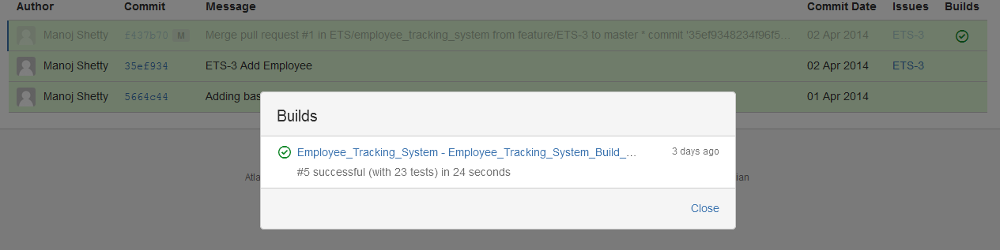 Author Commit Message Commit Date Issues Builds
Manoj Shetty f437b70 M Merge pull request #1 in ETS/employee_tracking_system from feature/ETS-3 to master * commit '35ef9348234f96f5... 02 Apr 2014 ETS-3
Manoj Shetty 35ef934 ETS-3 Add Employee 02 Apr 2014 ETS-3
Manoj Shetty 5664c44 Adding bas 01 Apr 2014
Builds
Employee_Tracking_System - Employee_Tracking_System_Build_... 3 days ago
#5 successful (with 23 tests) in 24 seconds
Atla ian
Close